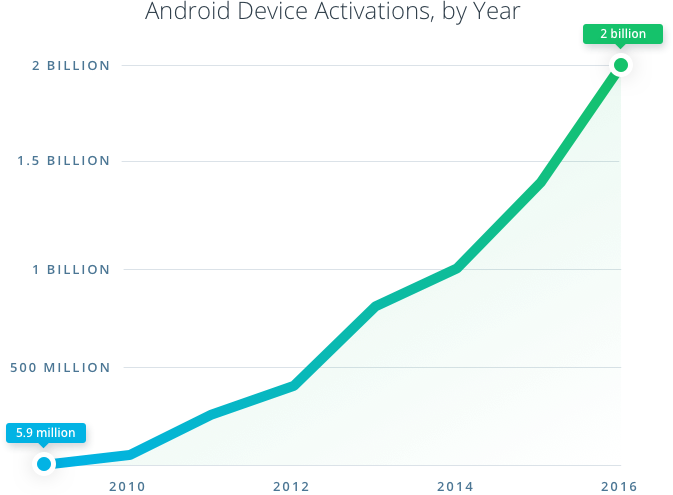 Android Device Activations, by Year
2 billion
2 BILLION
1.5 BILLION
1 BILLION
500 MILLION
5.9 million
2010 2012 2014 2016